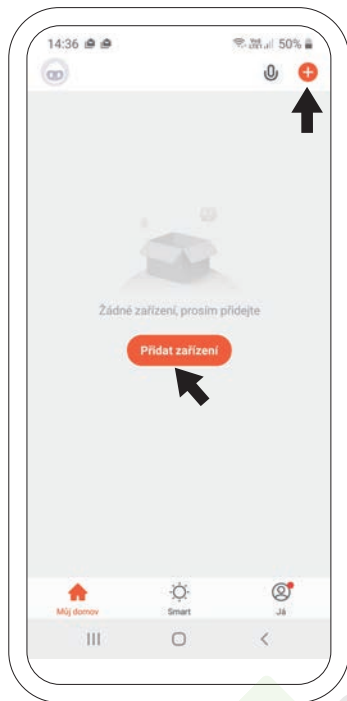 14:36 50%
Žádné zařízení, prosím přidejte
Přidat zařízení
Můj domov Smart Já